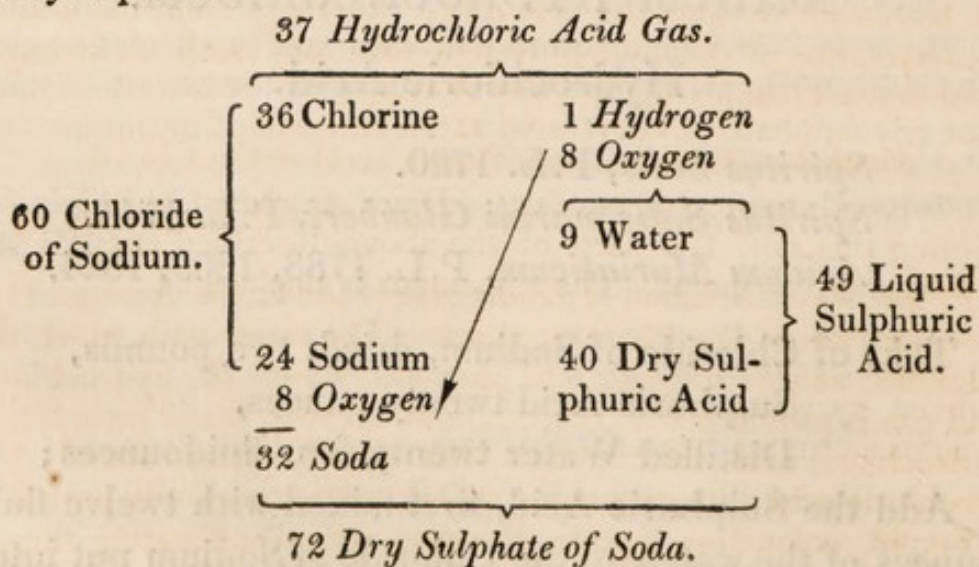 37 Hydrochloric Acid Gas.
36 Chlorine 1 Hydrogen
8 Oxygen
60 Chloride
of Sodium.
9 Water
49 Liquid
Sulphuric
Acid.
24 Sodium 40 Dry Sul-
8 Oxygen phuric Acid
32 Soda
72 Dry Sulphate of Soda.